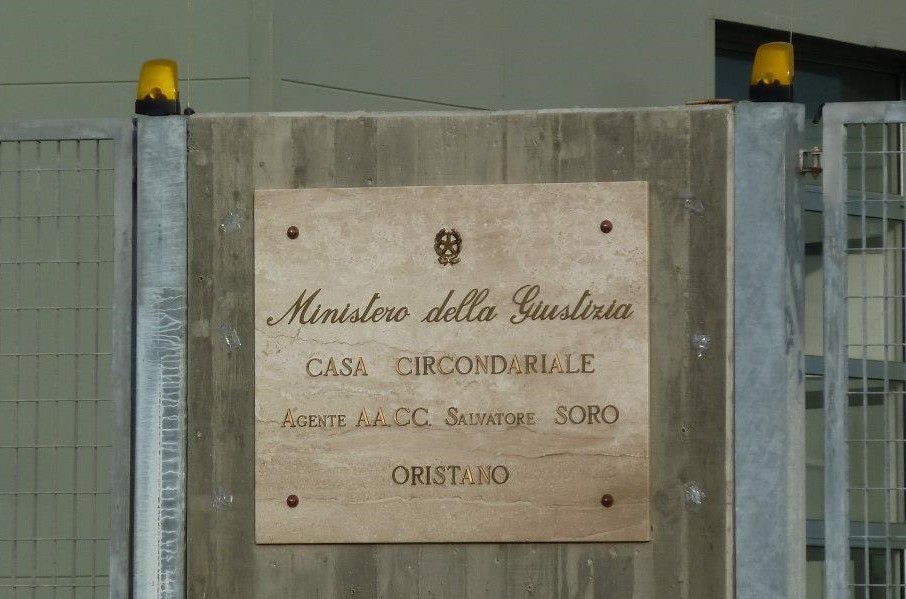 Ministero della Giustizia
CASA CIRCONDARIALE
AGENTE AA.CC. SALVATORE SORO
ORISTANO